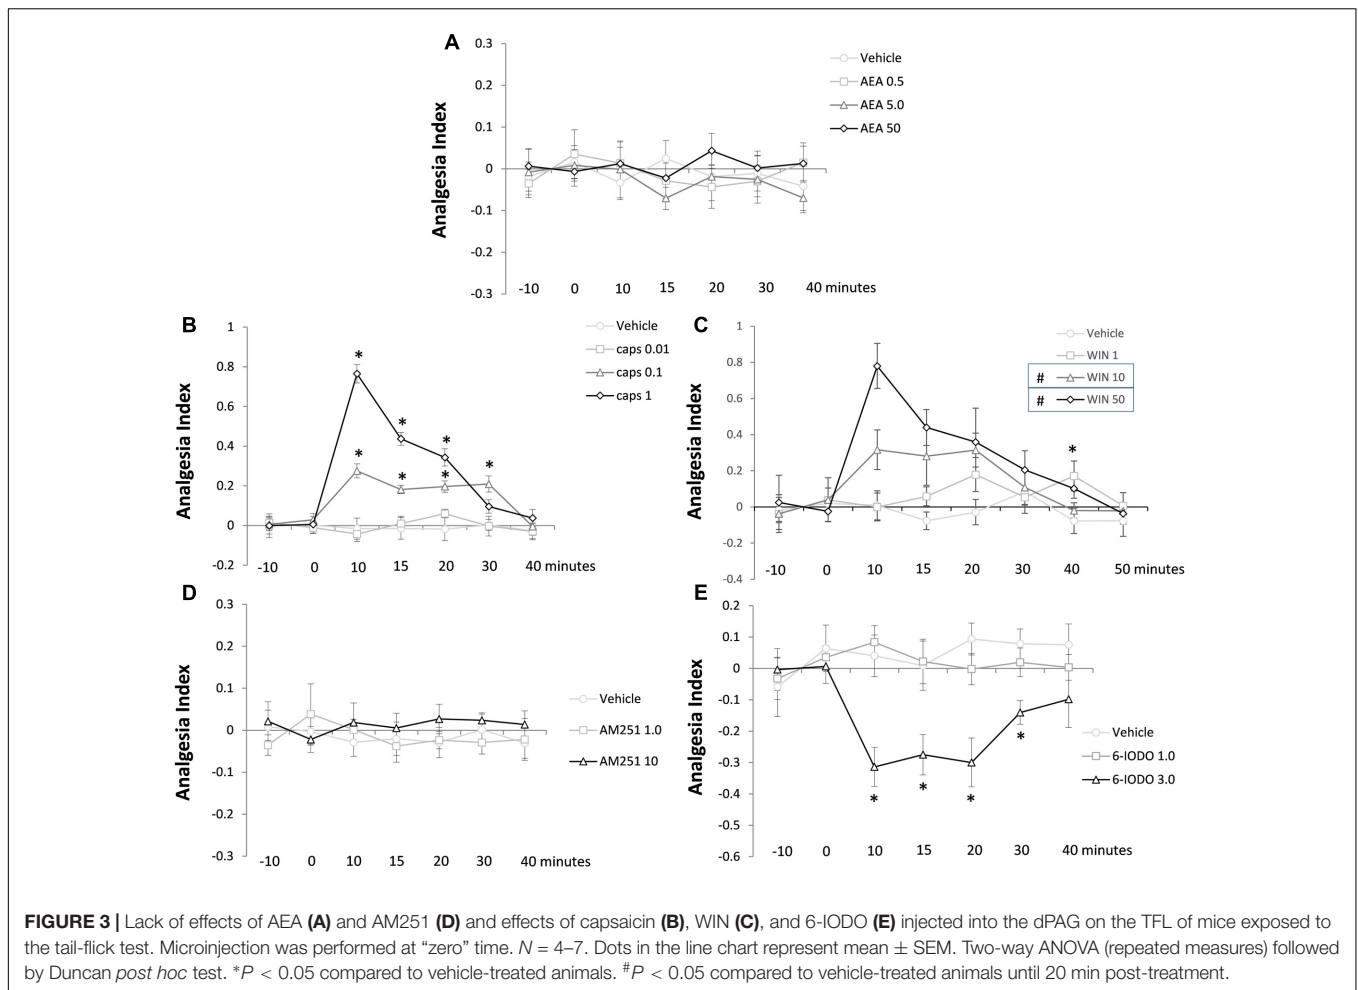 A
Analgesia Index
0.3
0.2
0.1
0
-0.1
-0.2
-0.3
-10 0 10 15 20 30 40 minutes
Vehicle
AEA 0.5
AEA 5.0
AEA 50
B
Analgesia Index
1
0.8
0.6
0.4
0.2
0
-0.2
-10 0 10 15 20 30 40 minutes
* * * * * * *
Vehicle
caps 0.01
caps 0.1
caps 1
C
Analgesia Index
1
0.8
0.6
0.4
0.2
0
-0.2
-0.4
-10 0 10 15 20 30 40 50 minutes
*
Vehicle
WIN 1
# WIN 10
# WIN 50
D
Analgesia Index
0.3
0.2
0.1
0
-0.1
-0.2
-0.3
-10 0 10 15 20 30 40 minutes
Vehicle
AM251 1.0
AM251 10
E
Analgesia Index
0.2
0.1
0
-0.1
-0.2
-0.3
-0.4
-0.5
-0.6
-10 0 10 15 20 30 40 minutes
* * * *
Vehicle
6-IODO 1.0
6-IODO 3.0
FIGURE 3 | Lack of effects of AEA (A) and AM251 (D) and effects of capsaicin (B), WIN (C), and 6-IODO (E) injected into the dPAG on the TFL of mice exposed to
the tail-flick test. Microinjection was performed at “zero” time. N = 4–7. Dots in the line chart represent mean ± SEM. Two-way ANOVA (repeated measures) followed
by Duncan post hoc test. *P < 0.05 compared to vehicle-treated animals. #P < 0.05 compared to vehicle-treated animals until 20 min post-treatment.